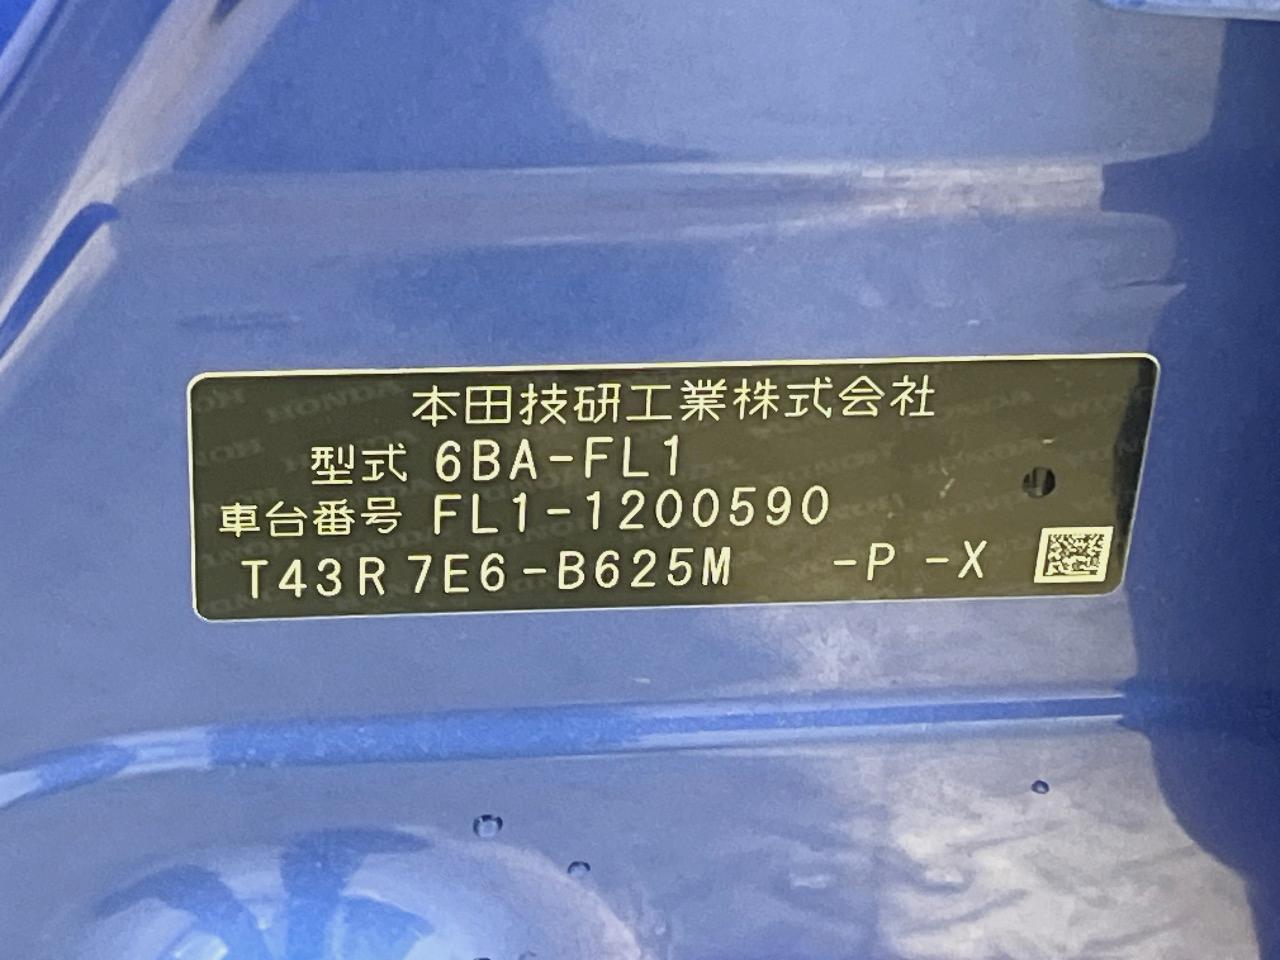 本田技研工業株式会社
型式 6BA-FL1
車台番号 FL1-1200590
T43R 7E6-B625M -P -X